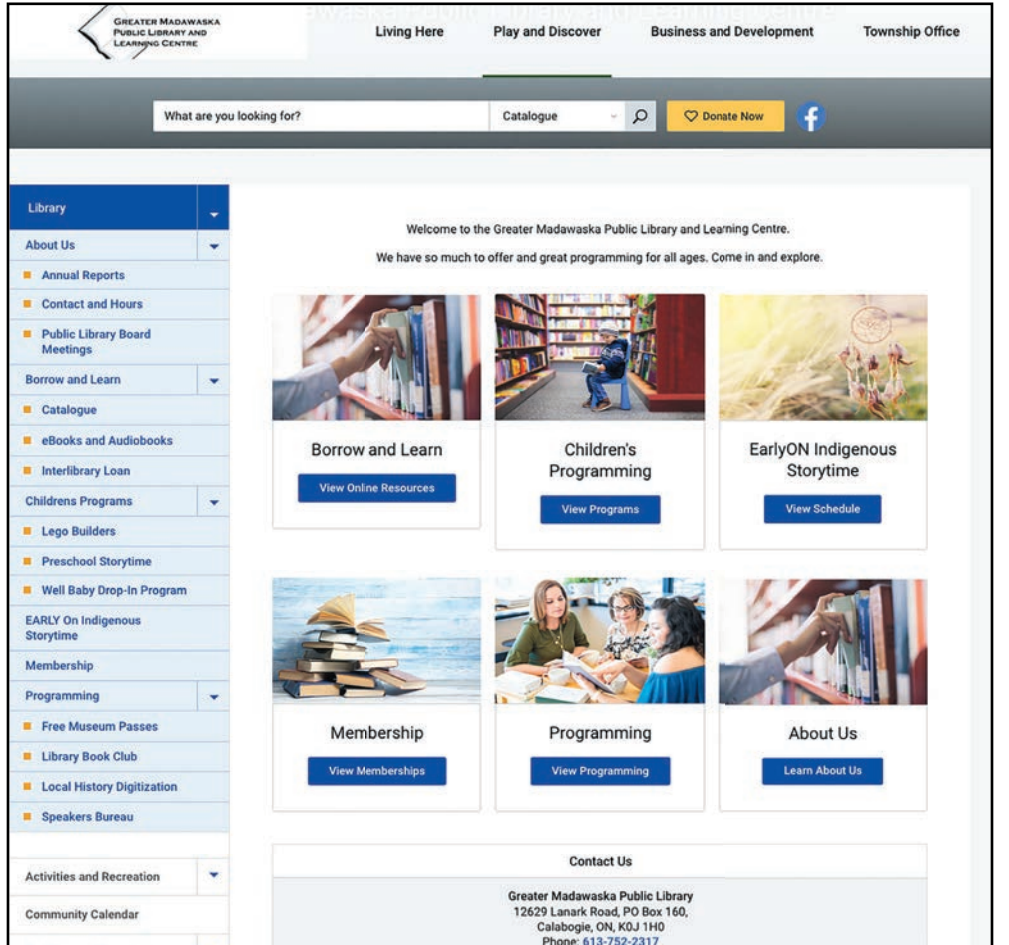 GREATER MADAWASKA
PUBLIC LIBRARY AND
LEARNING CENTRE
Living Here
Play and Discover
Business and Development
Township Office
What are you looking for?
Catalogue
Donate Now
Library
About Us
Annual Reports
Contact and Hours
Public Library Board
Meetings
Borrow and Learn
Catalogue
eBooks and Audiobooks
Interlibrary Loan
Childrens Programs
Lego Builders
Preschool Storytime
Well Baby Drop-In Program
EARLY On Indigenous
Storytime
Membership
Programming
Free Museum Passes
Library Book Club
Local History Digitization
Speakers Bureau
Activities and Recreation
Community Calendar
Welcome to the Greater Madawaska Public Library and Learning Centre.
We have so much to offer and great programming for all ages. Come in and explore.
Borrow and Learn
View Online Resources
Children's
Programming
View Programs
EarlyON Indigenous
Storytime
View Schedule
Membership
View Memberships
Programming
View Programming
About Us
Learn About Us
Contact Us
Greater Madawaska Public Library
12629 Lanark Road, PO Box 160,
Calabogie, ON, K0J 1H0
Phone: 613-752-2317